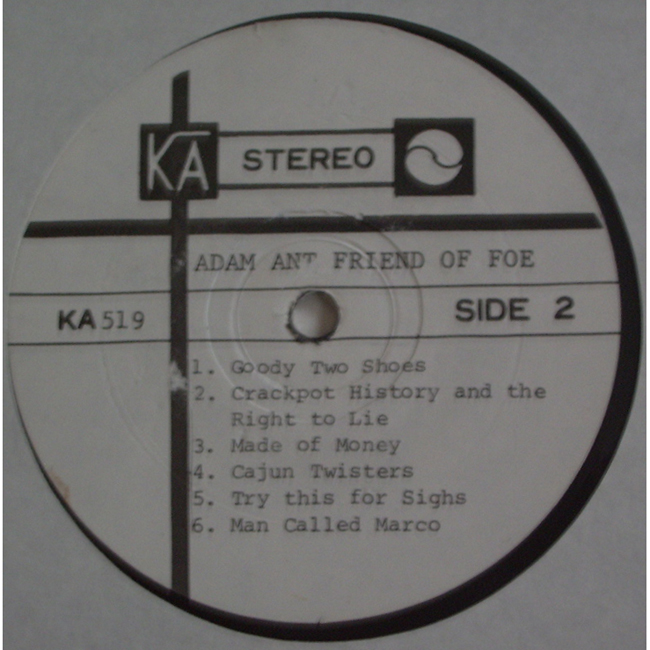 KA STEREO
ADAM ANT FRIEND OF FOE
KA 519 SIDE 2
1. Goody Two Shoes
2. Crackpot History and the
Right to Lie
3. Made of Money
4. Cajun Twisters
5. Try this for Sighs
6. Man Called Marco